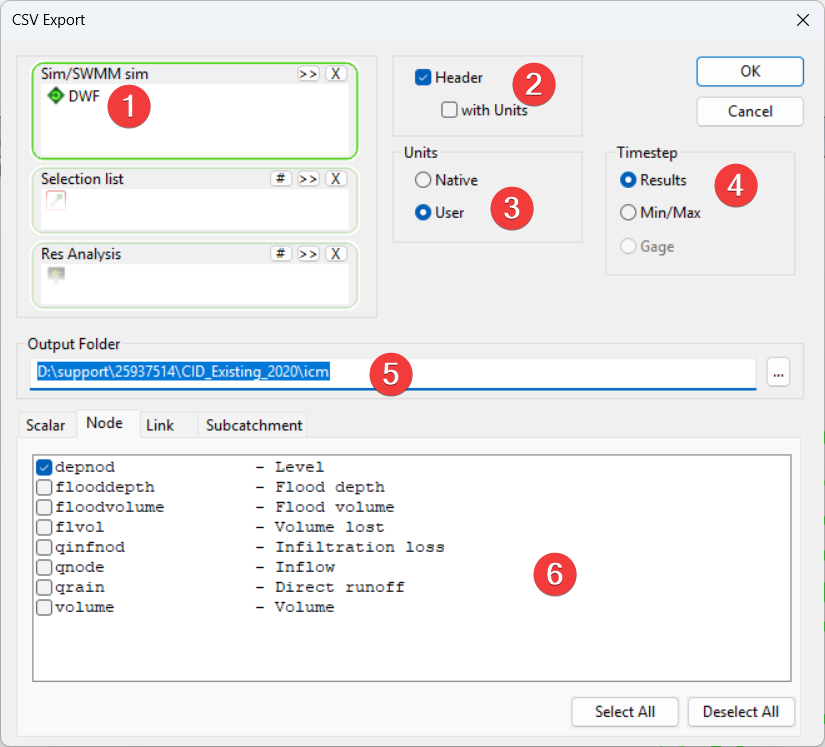 CSV Export
Sim/SWMM sim >> X
DWF 1
Selection list # >> X
Res Analysis # >> X
Header 2
with Units
Units
Native
User 3
Timestep
Results 4
Min/Max
Gage
OK
Cancel
Output Folder
D:\support\25937514\CID_Existing_2020\icm 5 ...
Scalar Node Link Subcatchment
depnod - Level
flooddepth - Flood depth
floodvolume - Flood volume
flvol - Volume lost
qinfnod - Infiltration loss
qnode - Inflow
qrain - Direct runoff
volume - Volume
6
Select All Deselect All